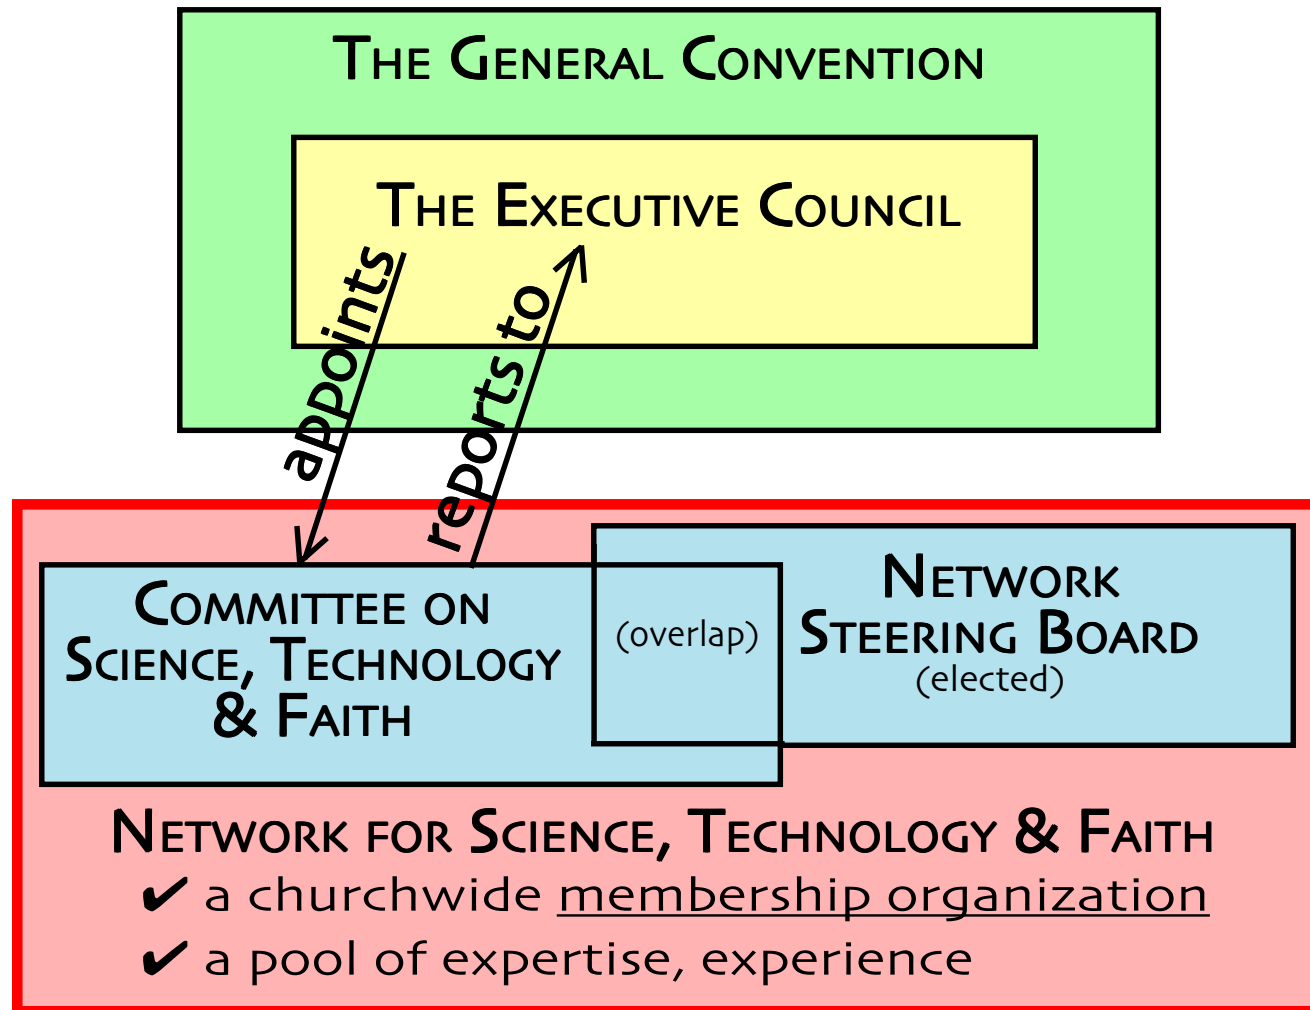 The General Convention
The Executive Council
appoints
reports to
Committee on
Science, Technology
& Faith
(overlap)
Network
Steering Board
(elected)
Network for Science, Technology & Faith
✔ a churchwide membership organization
✔ a pool of expertise, experience